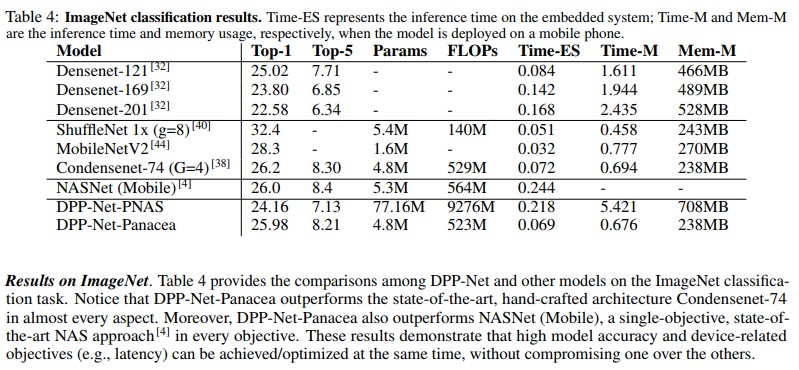 Table 4: ImageNet classification results. Time-ES represents the inference time on the embedded system; Time-M and Mem-M
are the inference time and memory usage, respectively, when the model is deployed on a mobile phone.
Model Top-1 Top-5 Params FLOPs Time-ES Time-M Mem-M
Densenet-121 [32] 25.02 7.71 - - 0.084 1.611 466MB
Densenet-169 [32] 23.80 6.85 - - 0.142 1.944 489MB
Densenet-201 [32] 22.58 6.34 - - 0.168 2.435 528MB
ShuffleNet 1x (g=8) [40] 32.4 - 5.4M 140M 0.051 0.458 243MB
MobileNetV2 [44] 28.3 - 1.6M - 0.032 0.777 270MB
Condensenet-74 (G=4) [38] 26.2 8.30 4.8M 529M 0.072 0.694 238MB
NASNet (Mobile) [4] 26.0 8.4 5.3M 564M 0.244 - -
DPP-Net-PNAS 24.16 7.13 77.16M 9276M 0.218 5.421 708MB
DPP-Net-Panacea 25.98 8.21 4.8M 523M 0.069 0.676 238MB
Results on ImageNet. Table 4 provides the comparisons among DPP-Net and other models on the ImageNet classifica-
tion task. Notice that DPP-Net-Panacea outperforms the state-of-the-art, hand-crafted architecture Condensenet-74
in almost every aspect. Moreover, DPP-Net-Panacea also outperforms NASNet (Mobile), a single-objective, state-of-
the-art NAS approach [4] in every objective. These results demonstrate that high model accuracy and device-related
objectives (e.g., latency) can be achieved/optimized at the same time, without compromising one over the others.